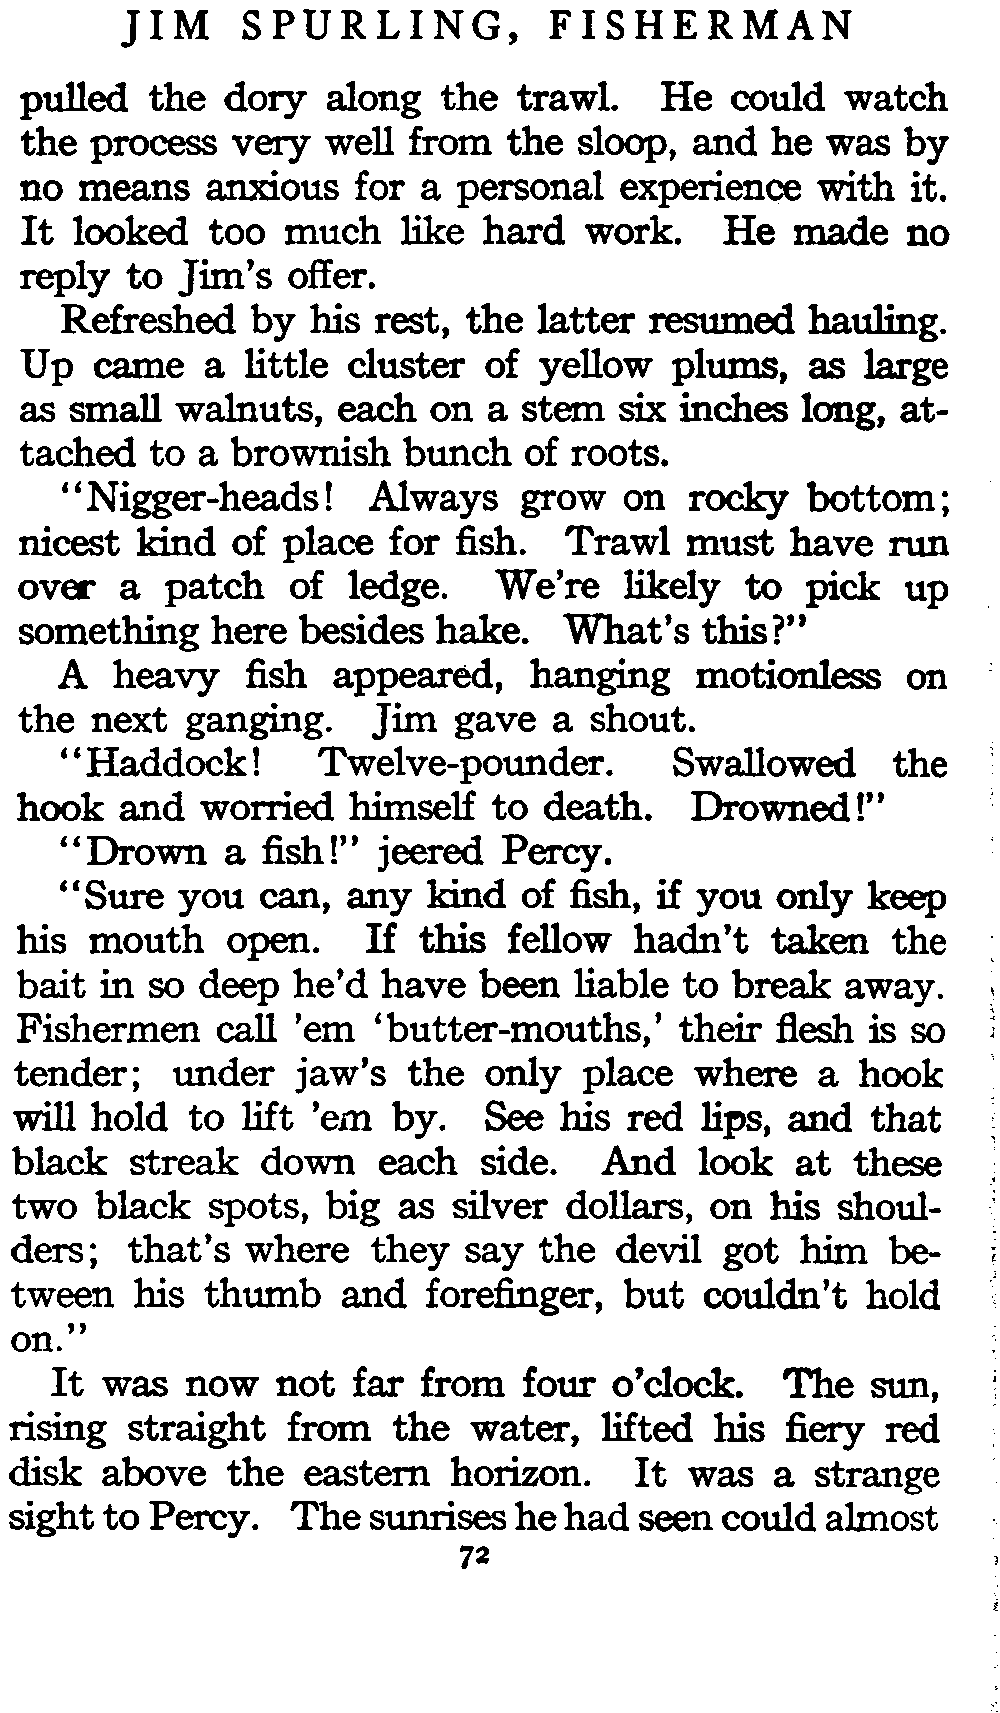 JIM SPURLING, FISHERMAN
pulled the dory along the trawl. He could watch
the process very well from the sloop, and he was by
no means anxious for a personal experience with it.
It looked too much like hard work. He made no
reply to Jim's offer.
Refreshed by his rest, the latter resumed hauling.
Up came a little cluster of yellow plums, as large
as small walnuts, each on a stem six inches long, at-
tached to a brownish bunch of roots.
"Nigger-heads! Always grow on rocky bottom;
nicest kind of place for fish. Trawl must have run
over a patch of ledge. We're likely to pick up
something here besides hake. What's this?"
A heavy fish appeared, hanging motionless on
the next ganging. Jim gave a shout.
"Haddock! Twelve-pounder. Swallowed the
hook and worried himself to death. Drowned!"
"Drown a fish!" jeered Percy.
"Sure you can, any kind of fish, if you only keep
his mouth open. If this fellow hadn't taken the
bait in so deep he'd have been liable to break away.
Fishermen call 'em 'butter-mouths,' their flesh is so
tender; under jaw's the only place where a hook
will hold to lift 'em by. See his red lips, and that
black streak down each side. And look at these
two black spots, big as silver dollars, on his shoul-
ders; that's where they say the devil got him be-
tween his thumb and forefinger, but couldn't hold
on."
It was now not far from four o'clock. The sun,
rising straight from the water, lifted his fiery red
disk above the eastern horizon. It was a strange
sight to Percy. The sunrises he had seen could almost
72